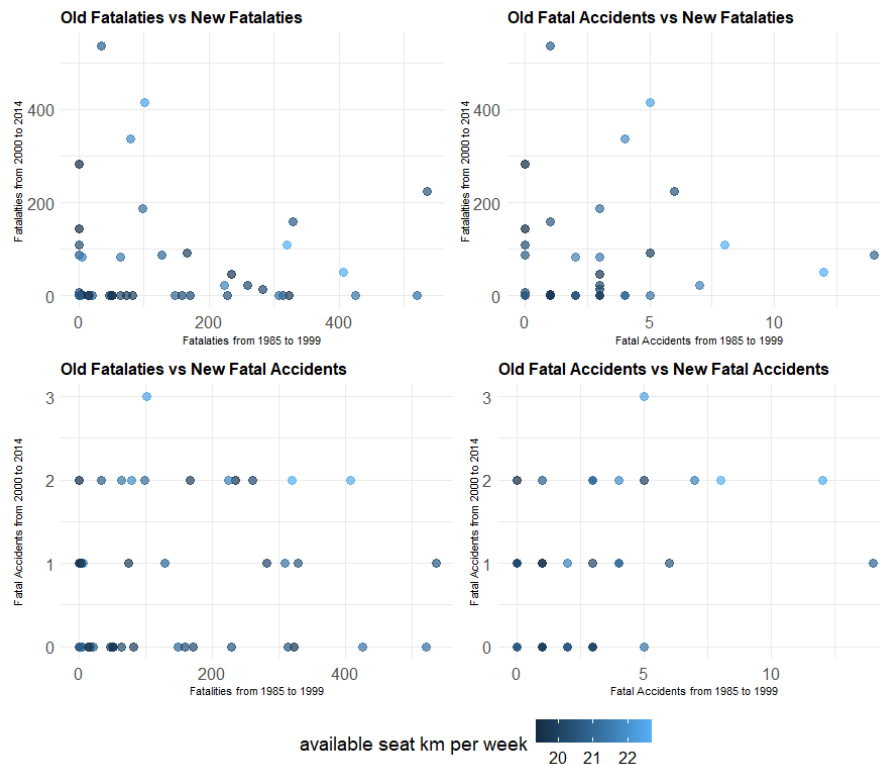 Old Fatalaties vs New Fatalaties
Fatalalties from 2000 to 2014
400
200
0
0 200 400
Fatalaties from 1985 to 1999
Old Fatal Accidents vs New Fatalaties
Fatalalties from 2000 to 2014
400
200
0
0 5 10
Fatal Accidents from 1985 to 1999
Old Fatalaties vs New Fatal Accidents
Fatal Accidents from 2000 to 2014
3
2
1
0
0 200 400
Fatalities from 1985 to 1999
Old Fatal Accidents vs New Fatal Accidents
Fatal Accidents from 2000 to 2014
3
2
1
0
0 5 10
Fatal Accidents from 1985 to 1999
available seat km per week
20 21 22